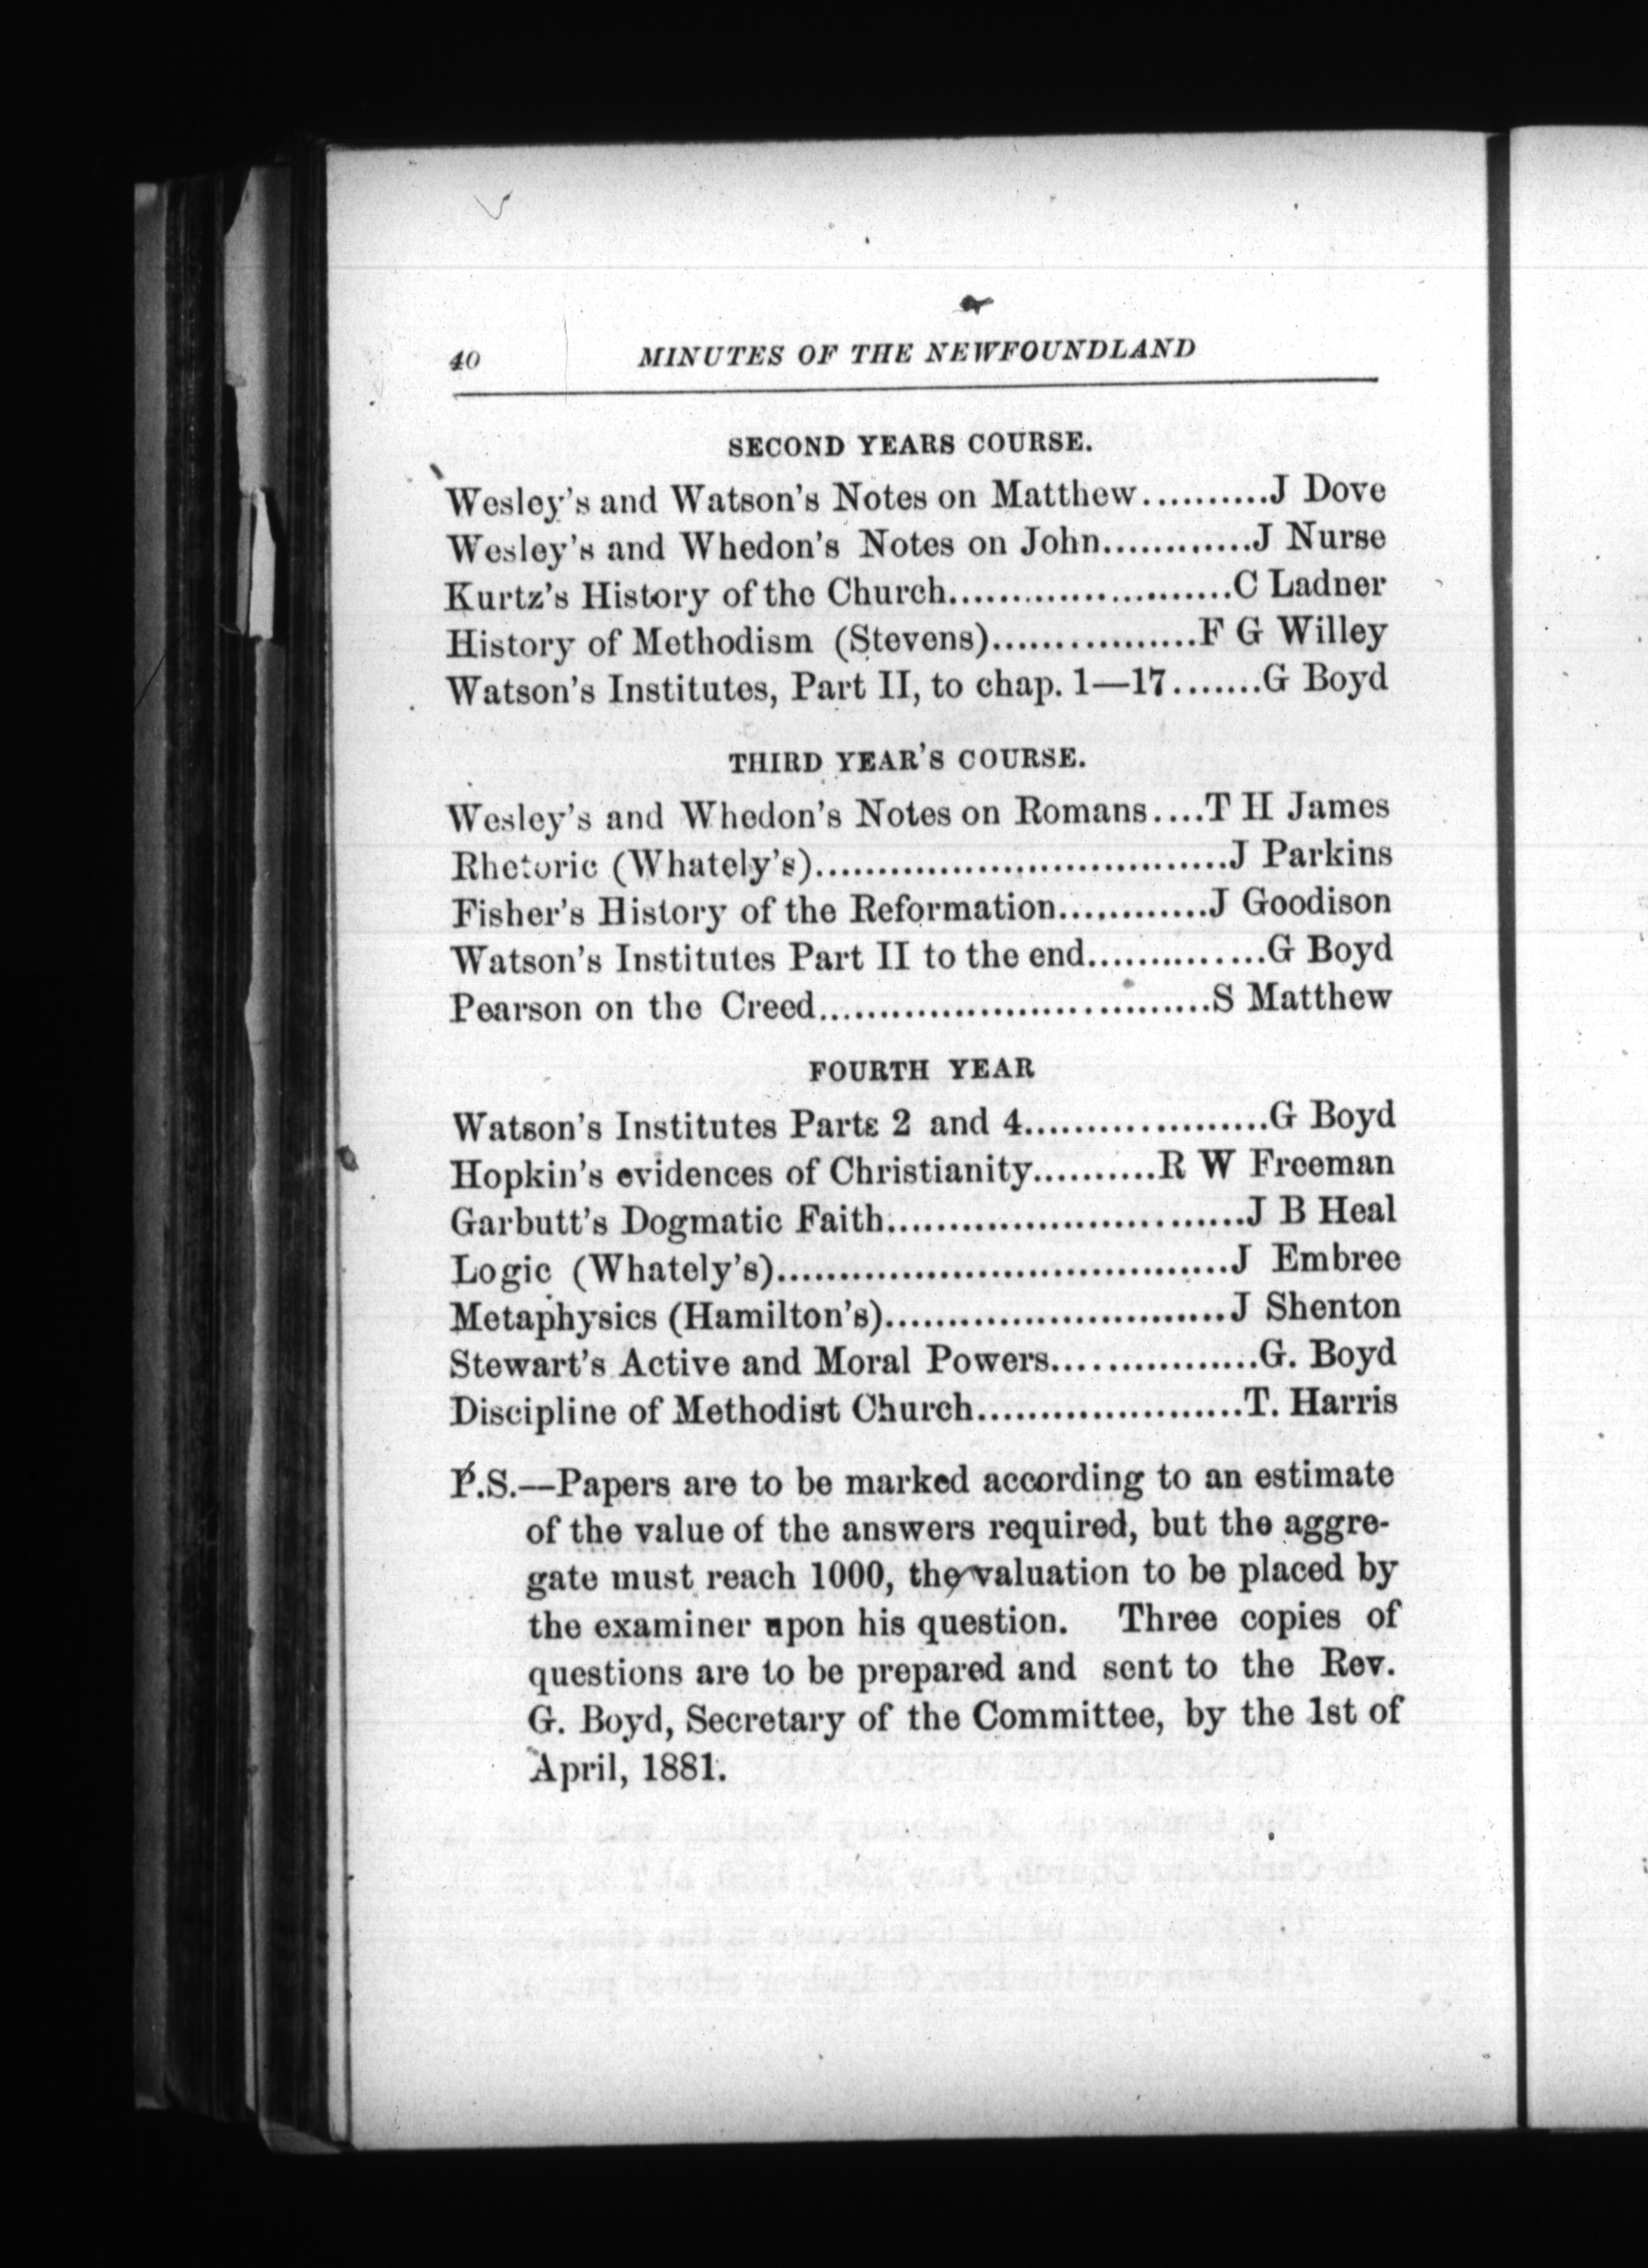 40 MINUTES OF THE NEWFOUNDLAND
SECOND YEARS COURSE.
Wesley's and Watson's Notes on Matthew..........J Dove
Wesley's and Whedon's Notes on John............J Nurse
Kurtz's History of the Church.......................C Ladner
History of Methodism (Stevens)................F G Willey
Watson's Institutes, Part II, to chap. 1—17.......G Boyd
THIRD YEAR'S COURSE.
Wesley's and Whedon's Notes on Romans....T H James
Rhetoric (Whately's).................................J Parkins
Fisher's History of the Reformation............J Goodison
Watson's Institutes Part II to the end..............G Boyd
Pearson on the Creed...............................S Matthew
FOURTH YEAR
Watson's Institutes Parts 2 and 4...................G Boyd
Hopkin's evidences of Christianity..........R W Freeman
Garbutt's Dogmatic Faith............................J B Heal
Logic (Whately's)....................................J Embree
Metaphysics (Hamilton's)...........................J Shenton
Stewart's Active and Moral Powers................G. Boyd
Discipline of Methodist Church.....................T. Harris
P.S.—Papers are to be marked according to an estimate
of the value of the answers required, but the aggre-
gate must reach 1000, the valuation to be placed by
the examiner upon his question. Three copies of
questions are to be prepared and sent to the Rev.
G. Boyd, Secretary of the Committee, by the 1st of
April, 1881.